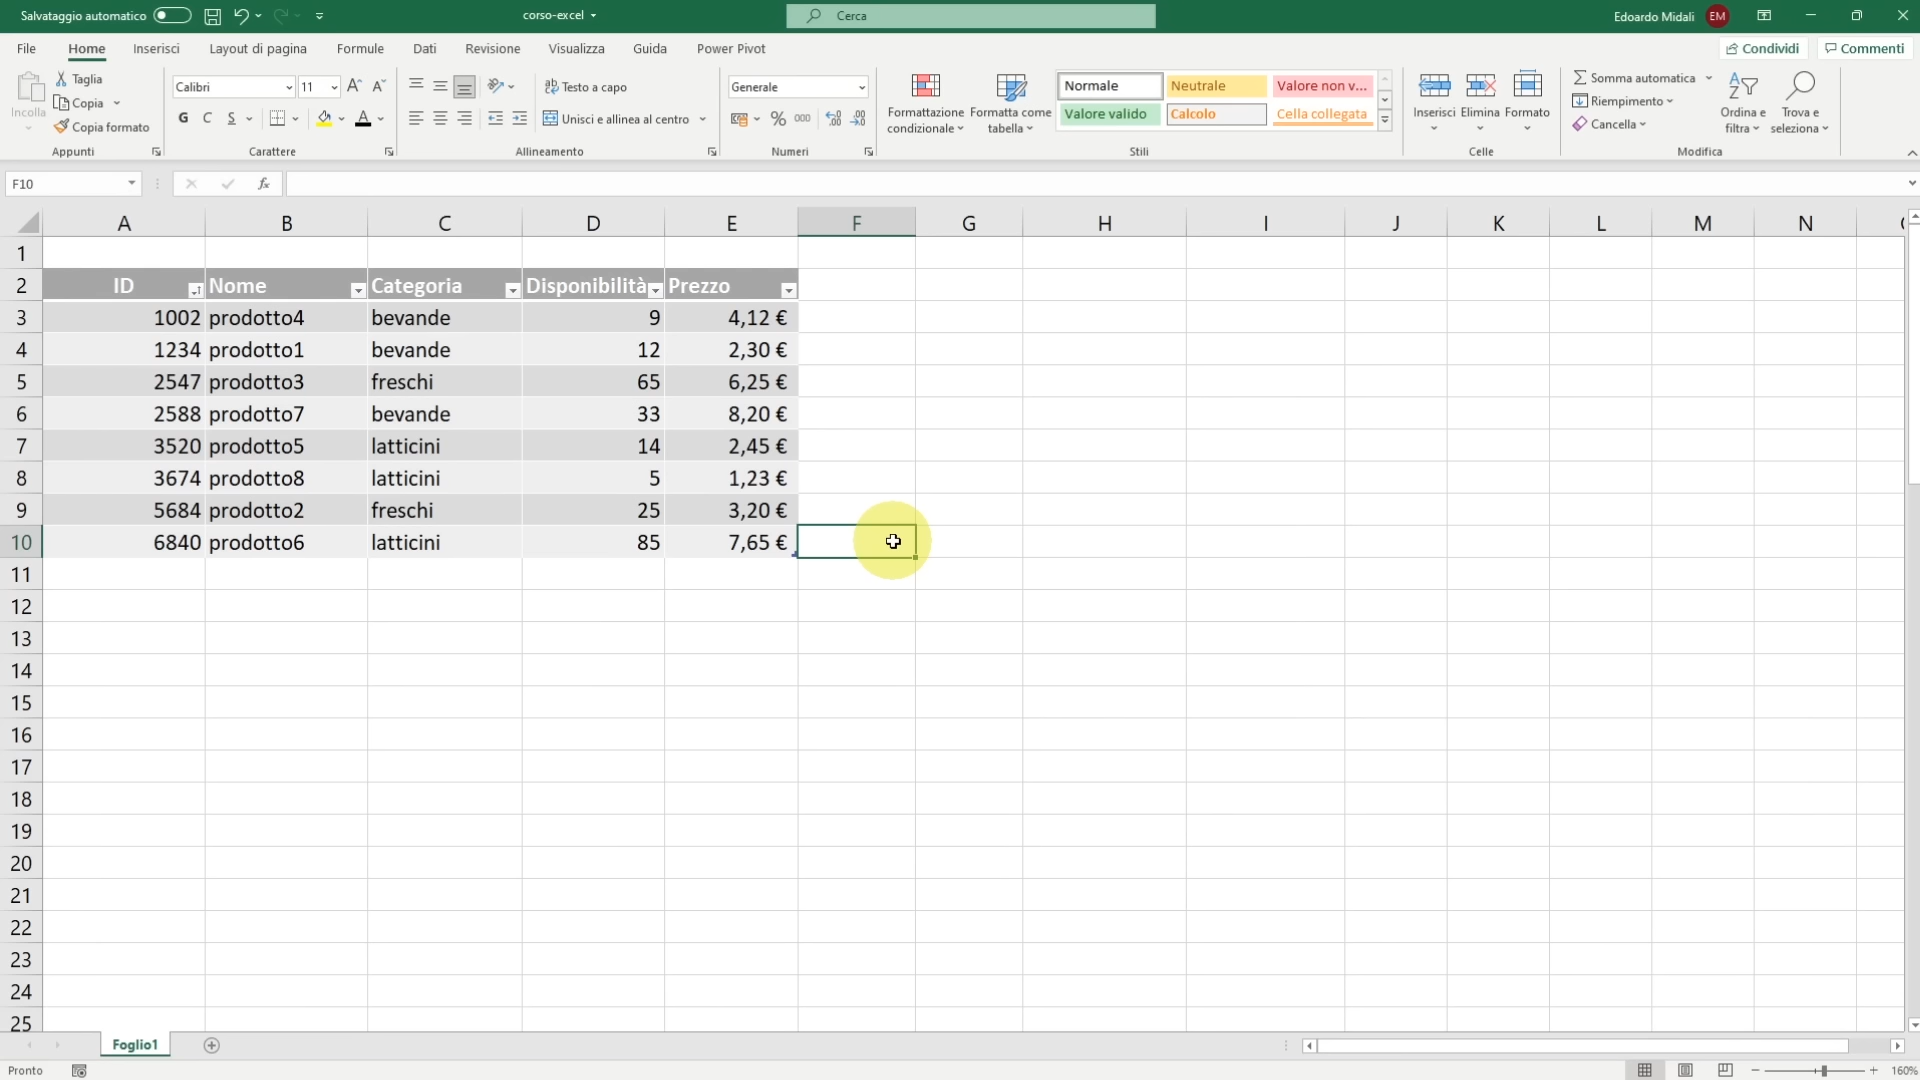 Salvataggio automatico
corso-excel
Cerca
Edoardo Midali EM
File Home Inserisci Layout di pagina Formule Dati Revisione Visualizza Guida Power Pivot
Condividi Commenti
Incolla
Taglia
Copia
Copia formato
Appunti
Calibri 11
G C S
Carattere
Testo a capo
Unisci e allinea al centro
Allineamento
Generale
% 000
Numeri
Formattazione condizionale
Formatta come tabella
Normale Neutrale Valore non v...
Valore valido Calcolo Cella collegata
Stili
Inserisci Elimina Formato
Celle
Somma automatica
Riempimento
Cancella
Ordina e filtra
Trova e seleziona
Modifica
F10 fx
A B C D E F G H I J K L M N
1
2 ID Nome Categoria Disponibilità Prezzo
3 1002 prodotto4 bevande 9 4,12 €
4 1234 prodotto1 bevande 12 2,30 €
5 2547 prodotto3 freschi 65 6,25 €
6 2588 prodotto7 bevande 33 8,20 €
7 3520 prodotto5 latticini 14 2,45 €
8 3674 prodotto8 latticini 5 1,23 €
9 5684 prodotto2 freschi 25 3,20 €
10 6840 prodotto6 latticini 85 7,65 €
11
12
13
14
15
16
17
18
19
20
21
22
23
24
25
Foglio1
Pronto
160%